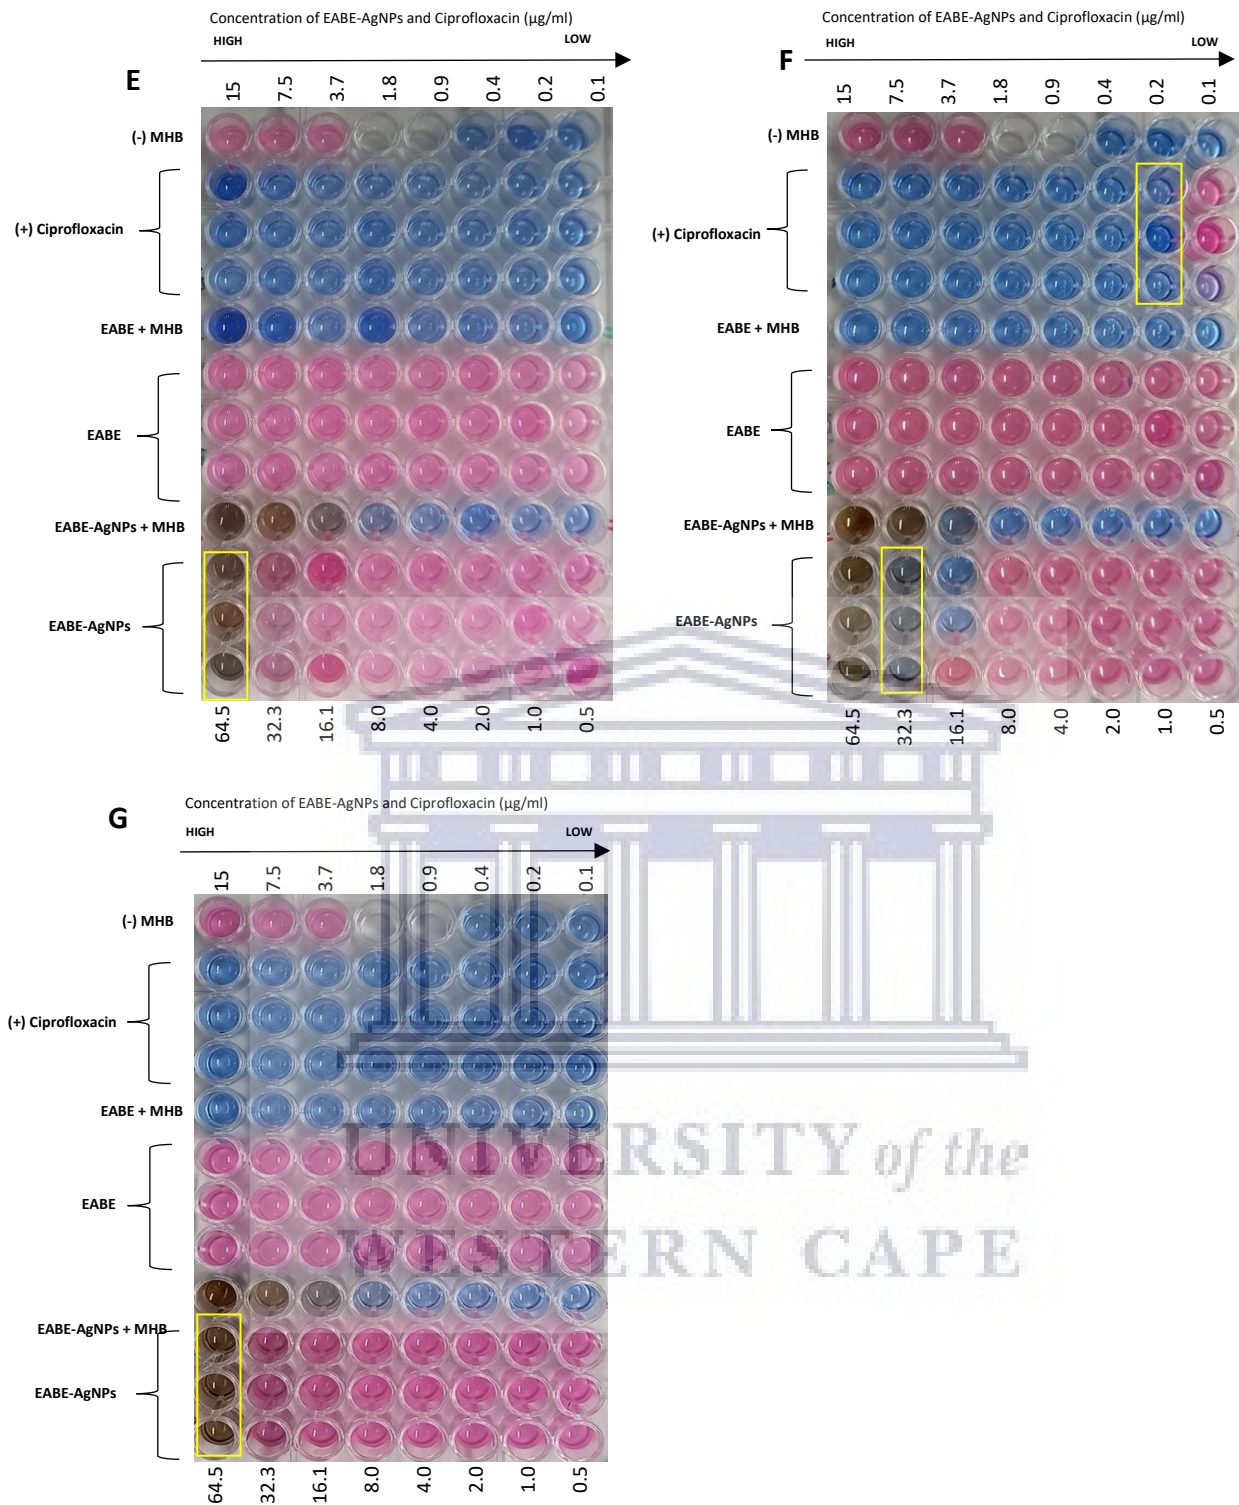 Concentration of EABE-AgNPs and Ciprofloxacin (µg/ml)
HIGH LOW
E
15 7.5 3.7 1.8 0.9 0.4 0.2 0.1
(-) MHB
(+) Ciprofloxacin
EABE + MHB
EABE
EABE-AgNPs + MHB
EABE-AgNPs
64.5 32.3 16.1 8.0 4.0 2.0 1.0 0.5
Concentration of EABE-AgNPs and Ciprofloxacin (µg/ml)
HIGH LOW
F
15 7.5 3.7 1.8 0.9 0.4 0.2 0.1
(-) MHB
(+) Ciprofloxacin
EABE + MHB
EABE
EABE-AgNPs + MHB
EABE-AgNPs
64.5 32.3 16.1 8.0 4.0 2.0 1.0 0.5
Concentration of EABE-AgNPs and Ciprofloxacin (µg/ml)
G
HIGH LOW
15 7.5 3.7 1.8 0.9 0.4 0.2 0.1
(-) MHB
(+) Ciprofloxacin
EABE + MHB
EABE
EABE-AgNPs + MHB
EABE-AgNPs
64.5 32.3 16.1 8.0 4.0 2.0 1.0 0.5
UNIVERSITY of the
WESTERN CAPE